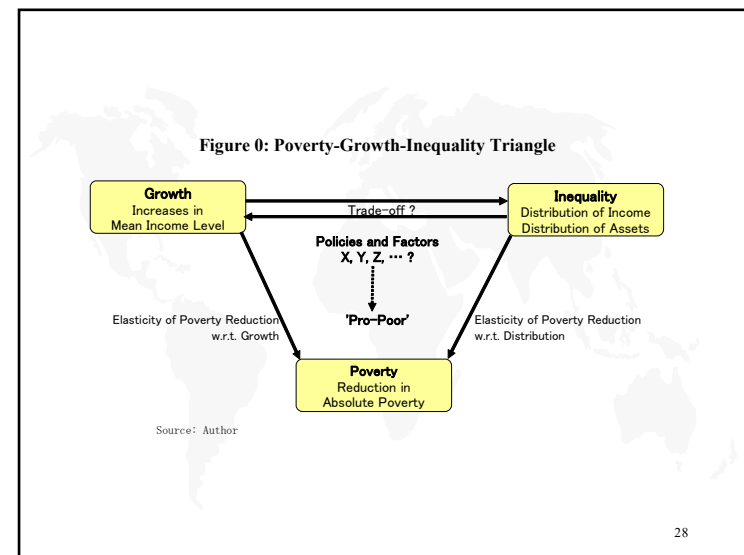 Figure 0: Poverty-Growth-Inequality Triangle
Growth
Increases in
Mean Income Level
Trade-off ?
Inequality
Distribution of Income
Distribution of Assets
Policies and Factors
X, Y, Z, … ?
'Pro-Poor'
Elasticity of Poverty Reduction
w.r.t. Growth
Elasticity of Poverty Reduction
w.r.t. Distribution
Poverty
Reduction in
Absolute Poverty
Source: Author
28